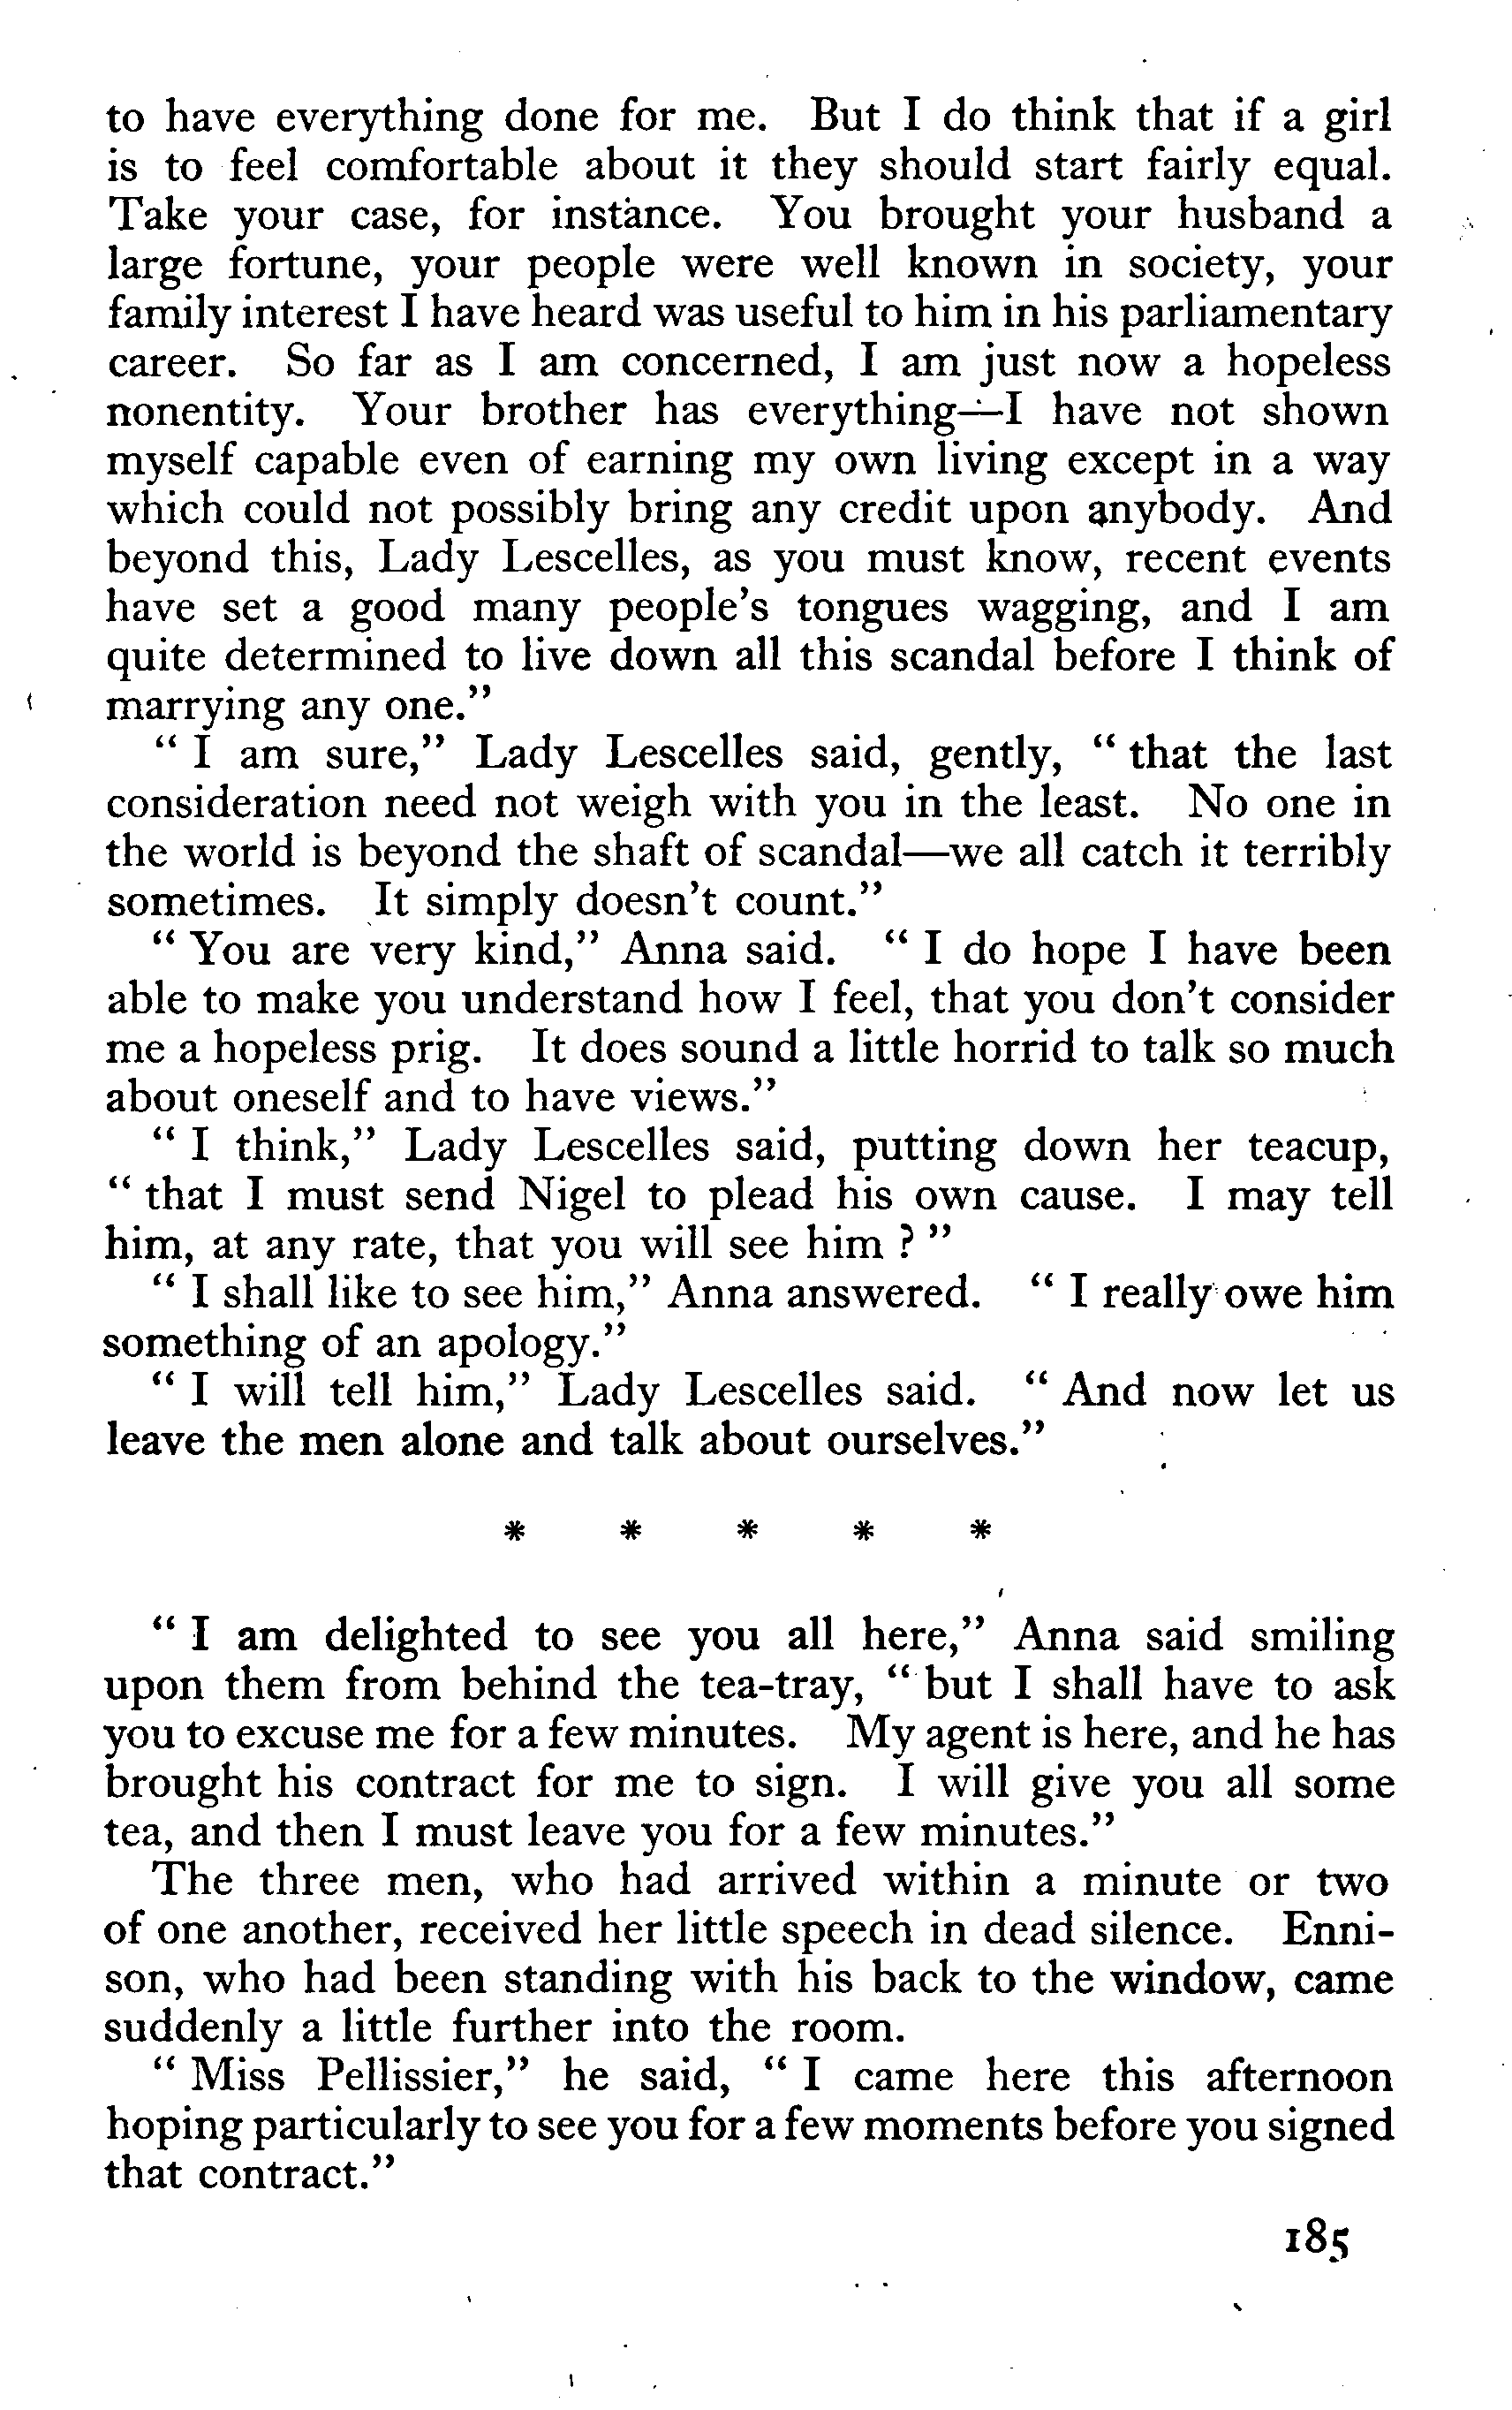 to have everything done for me. But I do think that if a girl
is to feel comfortable about it they should start fairly equal.
Take your case, for instance. You brought your husband a
large fortune, your people were well known in society, your
family interest I have heard was useful to him in his parliamentary
career. So far as I am concerned, I am just now a hopeless
nonentity. Your brother has everything—I have not shown
myself capable even of earning my own living except in a way
which could not possibly bring any credit upon anybody. And
beyond this, Lady Lescelles, as you must know, recent events
have set a good many people's tongues wagging, and I am
quite determined to live down all this scandal before I think of
marrying any one."
" I am sure," Lady Lescelles said, gently, " that the last
consideration need not weigh with you in the least. No one in
the world is beyond the shaft of scandal—we all catch it terribly
sometimes. It simply doesn't count."
" You are very kind," Anna said. " I do hope I have been
able to make you understand how I feel, that you don't consider
me a hopeless prig. It does sound a little horrid to talk so much
about oneself and to have views."
" I think," Lady Lescelles said, putting down her teacup,
" that I must send Nigel to plead his own cause. I may tell
him, at any rate, that you will see him ? "
" I shall like to see him," Anna answered. " I really owe him
something of an apology."
" I will tell him," Lady Lescelles said. " And now let us
leave the men alone and talk about ourselves."
* * * * *
" I am delighted to see you all here," Anna said smiling
upon them from behind the tea-tray, " but I shall have to ask
you to excuse me for a few minutes. My agent is here, and he has
brought his contract for me to sign. I will give you all some
tea, and then I must leave you for a few minutes."
The three men, who had arrived within a minute or two
of one another, received her little speech in dead silence. Enni-
son, who had been standing with his back to the window, came
suddenly a little further into the room.
" Miss Pellissier," he said, " I came here this afternoon
hoping particularly to see you for a few moments before you signed
that contract."
185